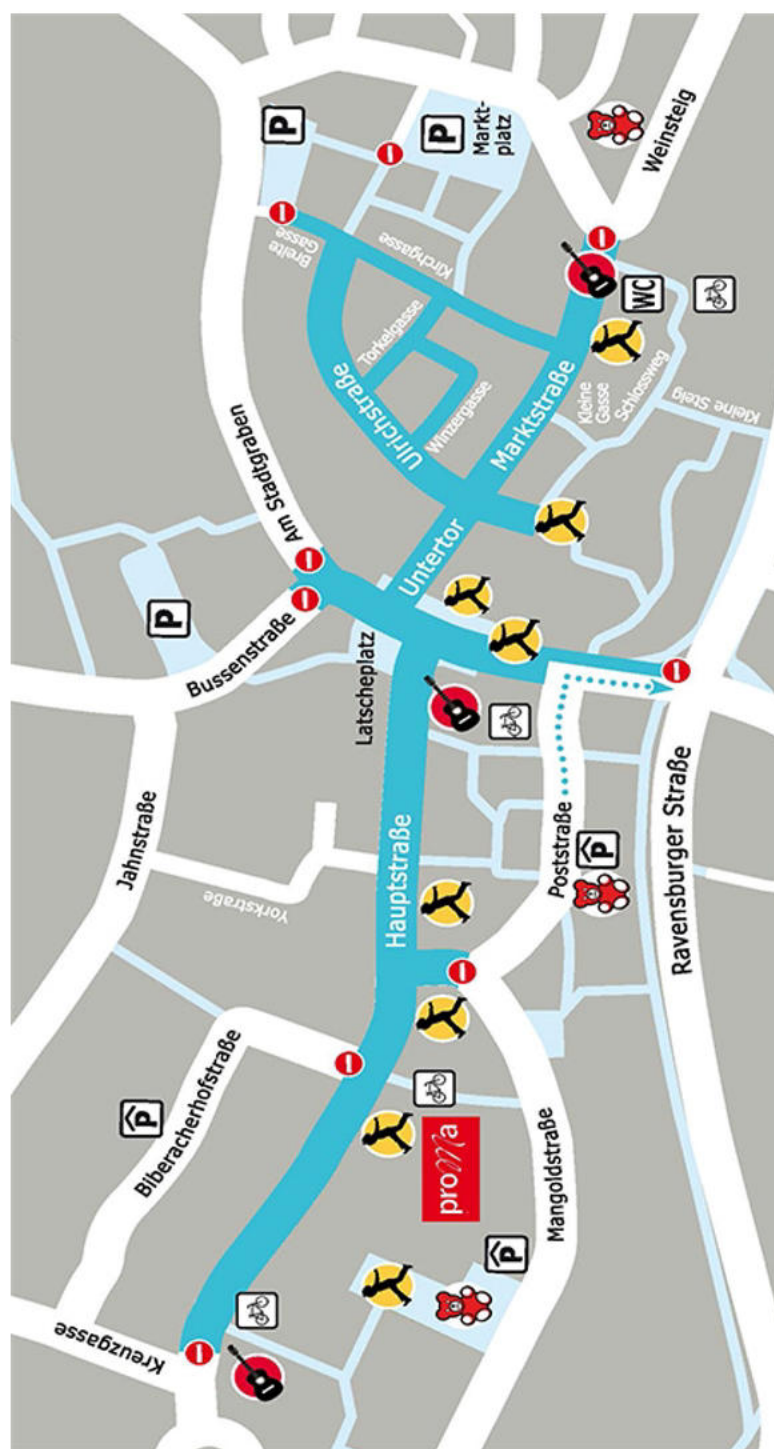 P
P
Markt-
platz
Weinsteig
Breite
Gasse
Kirchgasse
WC
Torkelgasse
Ulrichstraße
Winzergasse
Marktstraße
Kleine
Gasse
Schlossweg
Kleine Steig
Am Stadtgraben
Untertor
P
Bussenstraße
Latscheplatz
Jahnstraße
Yorkstraße
Hauptstraße
Poststraße
P
Ravensburger Straße
Biberacherhofstraße
P
proma
Mangoldstraße
P
Kreuzgasse